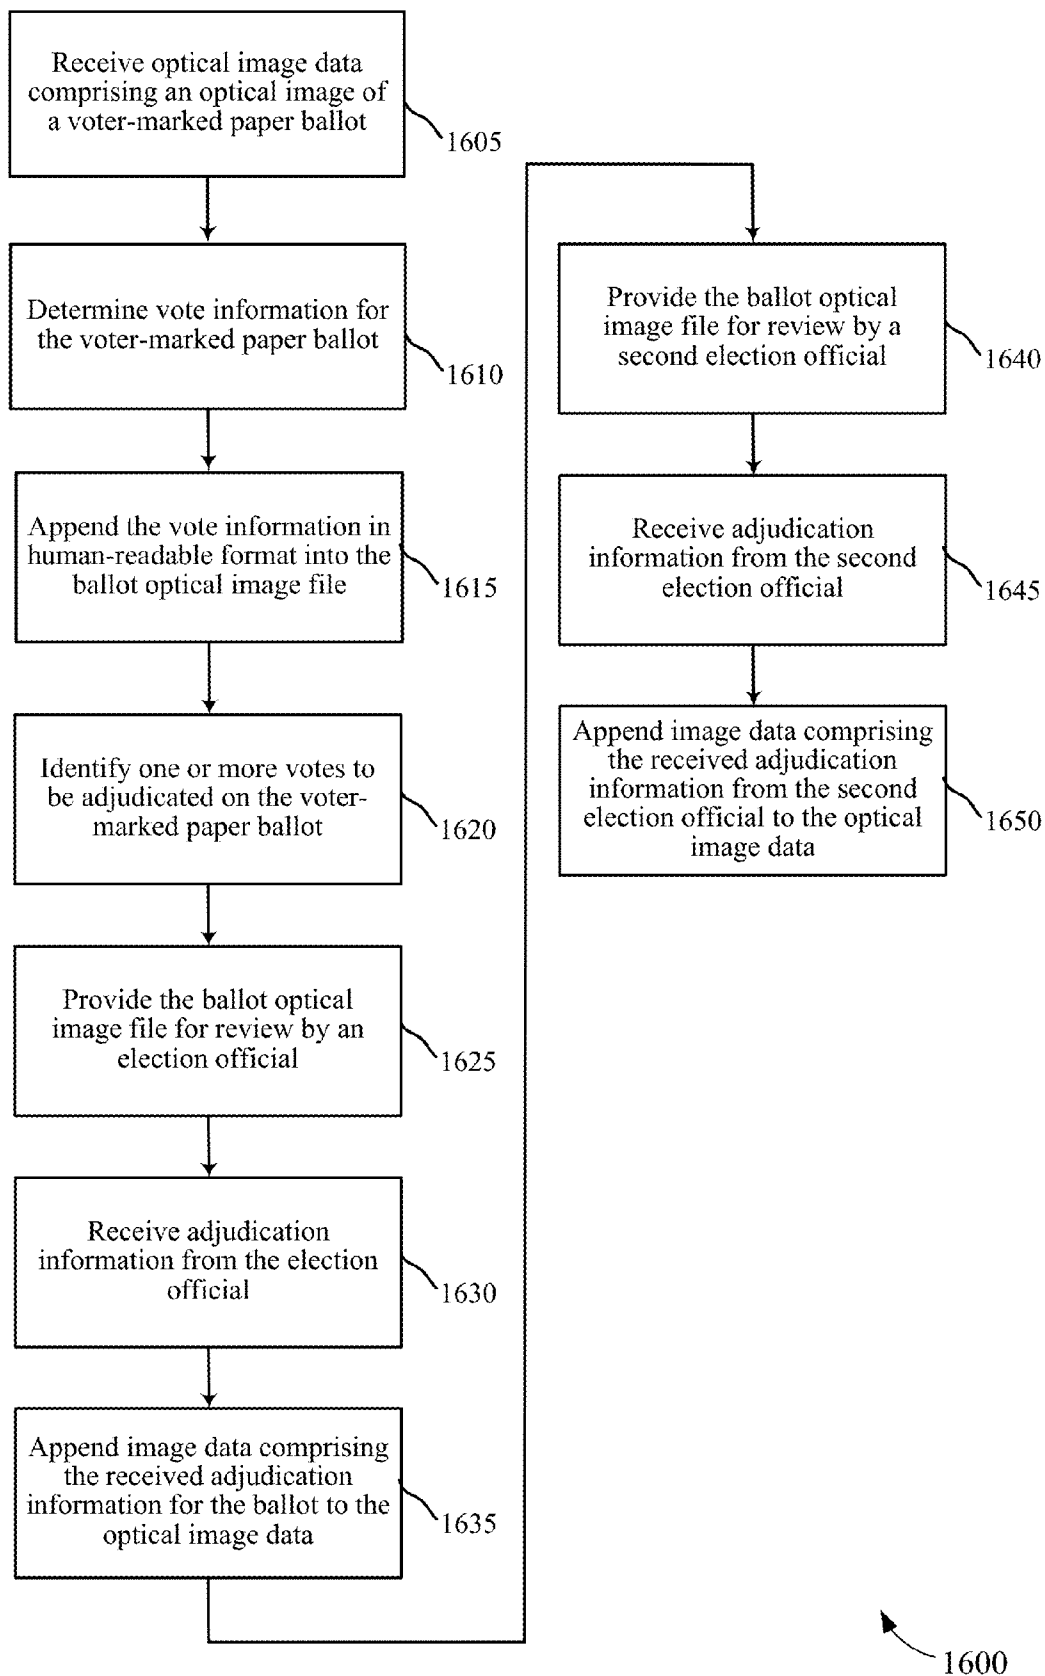 Receive optical image data
comprising an optical image of
a voter-marked paper ballot
1605
Determine vote information for
the voter-marked paper ballot
1610
Append the vote information in
human-readable format into the
ballot optical image file
1615
Identify one or more votes to
be adjudicated on the voter-
marked paper ballot
1620
Provide the ballot optical
image file for review by an
election official
1625
Receive adjudication
information from the election
official
1630
Append image data comprising
the received adjudication
information for the ballot to the
optical image data
1635
Provide the ballot optical
image file for review by a
second election official
1640
Receive adjudication
information from the second
election official
1645
Append image data comprising
the received adjudication
information from the second
election official to the optical
image data
1650
1600